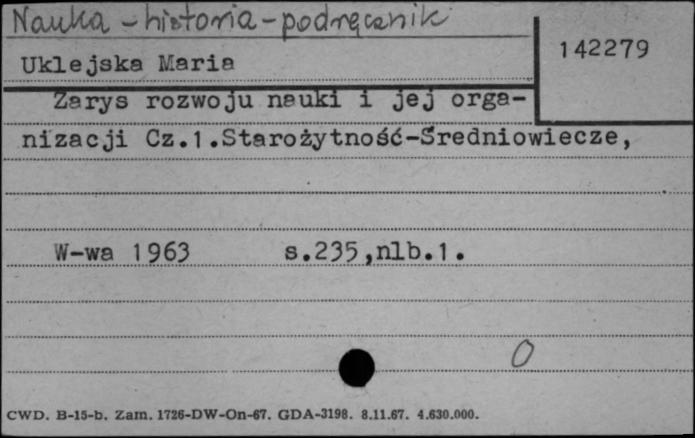 Nauka - historia - podręcznik
142279
Uklejska Maria
Zarys rozwoju nauki i jej orga-
nizacji Cz.1.Starożytność-Średniowiecze,
W-wa 1963 s.235,nlb.1.
0
CWD. B-15-b. Zam. 1726-DW-On-67. GDA-3198. 8.11.67. 4.630.000.